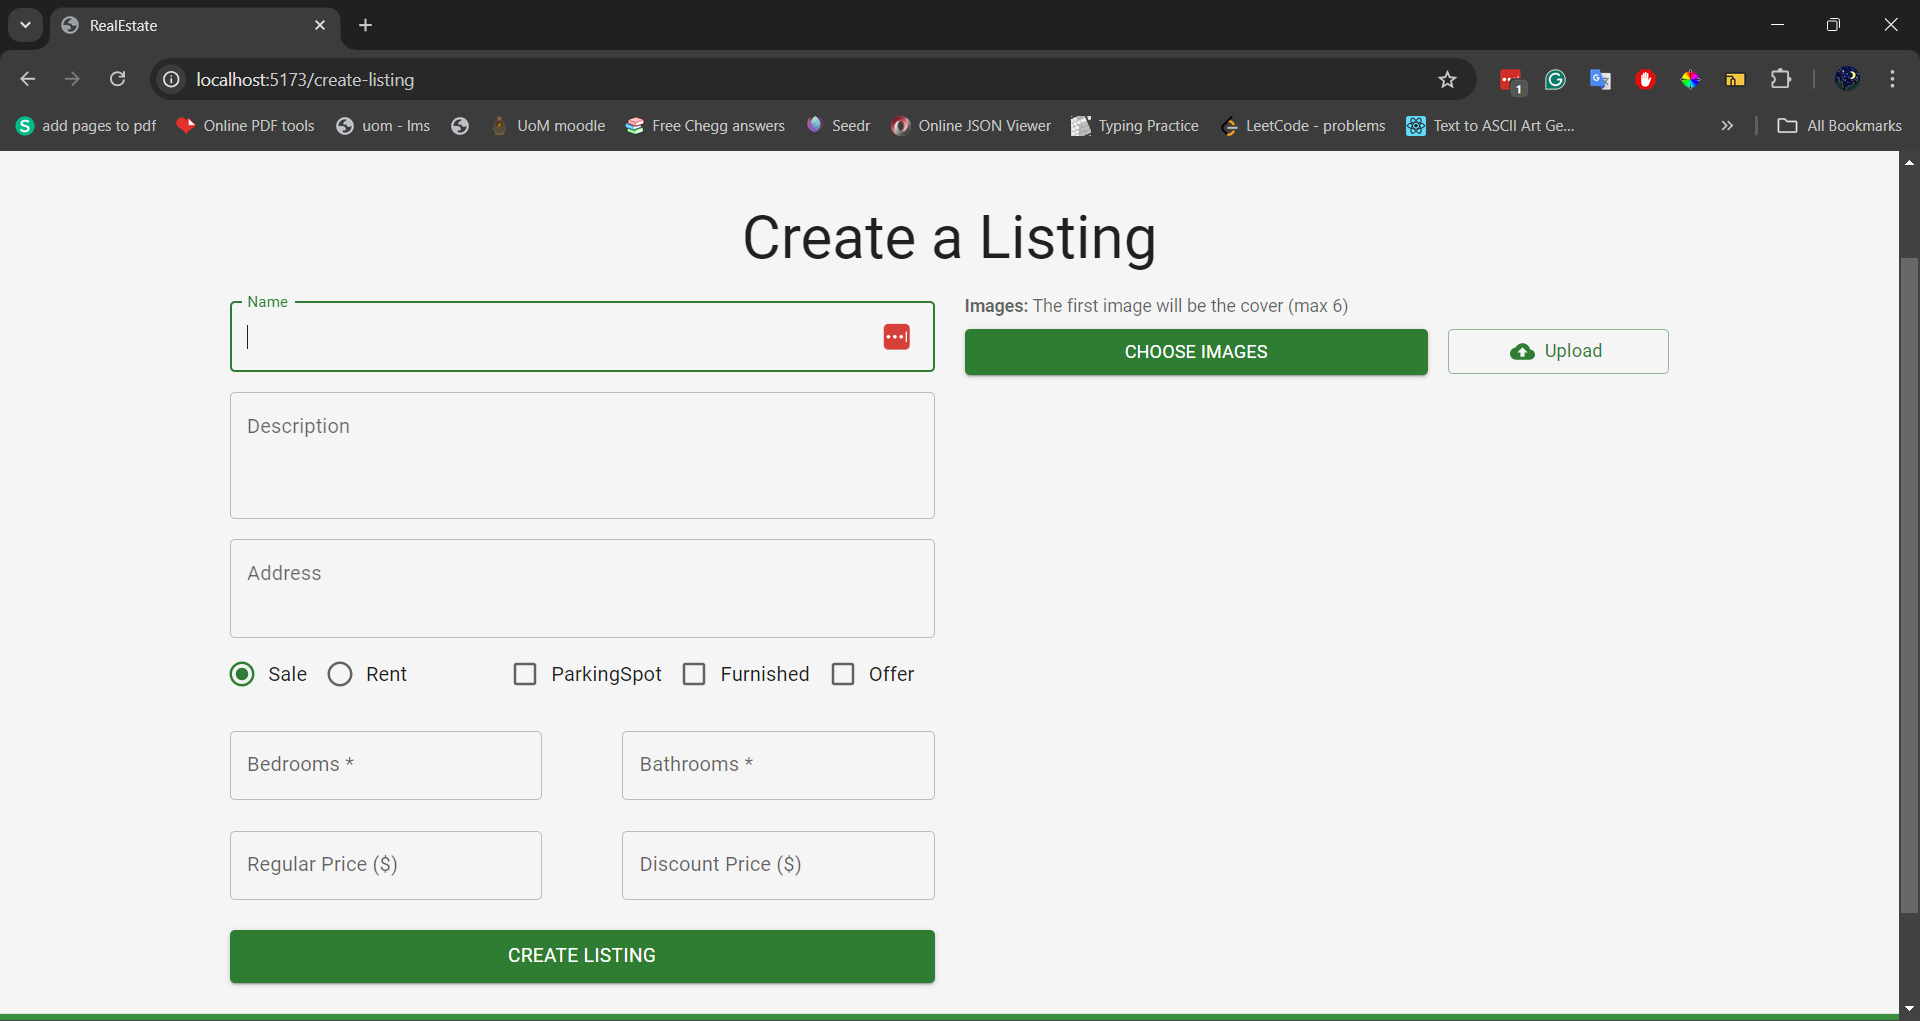 RealEstate
localhost:5173/create-listing
1
add pages to pdf Online PDF tools uom - lms UoM moodle Free Chegg answers Seedr Online JSON Viewer Typing Practice LeetCode - problems Text to ASCII Art Ge... All Bookmarks
Create a Listing
Name
Images: The first image will be the cover (max 6)
CHOOSE IMAGES Upload
Description
Address
Sale Rent ParkingSpot Furnished Offer
Bedrooms * Bathrooms *
Regular Price ($) Discount Price ($)
CREATE LISTING